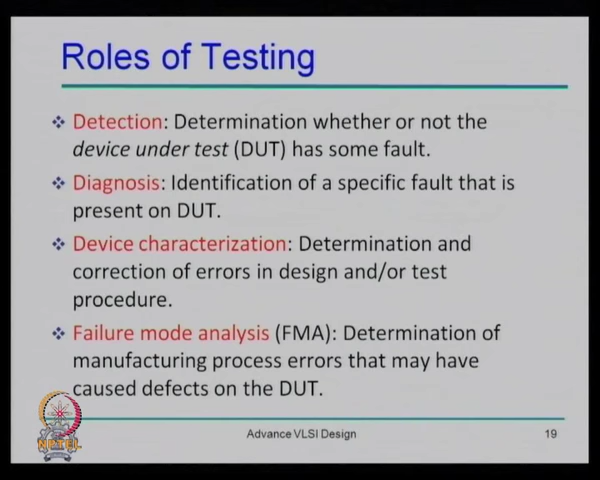 Roles of Testing
❖ Detection: Determination whether or not the
device under test (DUT) has some fault.
❖ Diagnosis: Identification of a specific fault that is
present on DUT.
❖ Device characterization: Determination and
correction of errors in design and/or test
procedure.
❖ Failure mode analysis (FMA): Determination of
manufacturing process errors that may have
caused defects on the DUT.
NPTEL
Advance VLSI Design
19